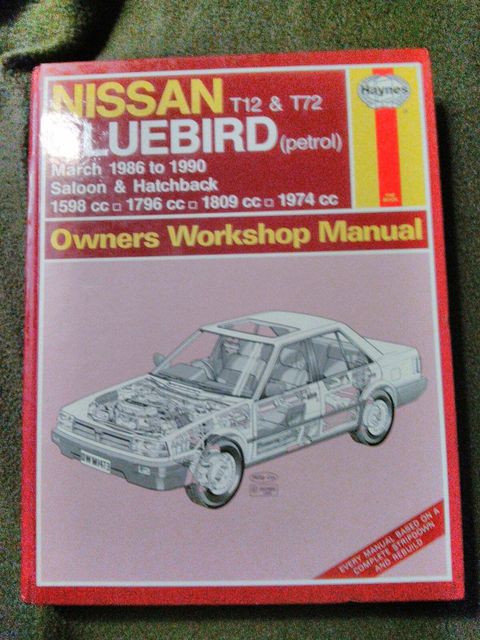 NISSAN T12 & T72
BLUEBIRD (petrol)
March 1986 to 1990
Saloon & Hatchback
1598 cc □ 1796 cc □ 1809 cc □ 1974 cc
Haynes
Owners Workshop Manual
EVERY MANUAL BASED ON A
COMPLETE STRIPDOWN
AND REBUILD